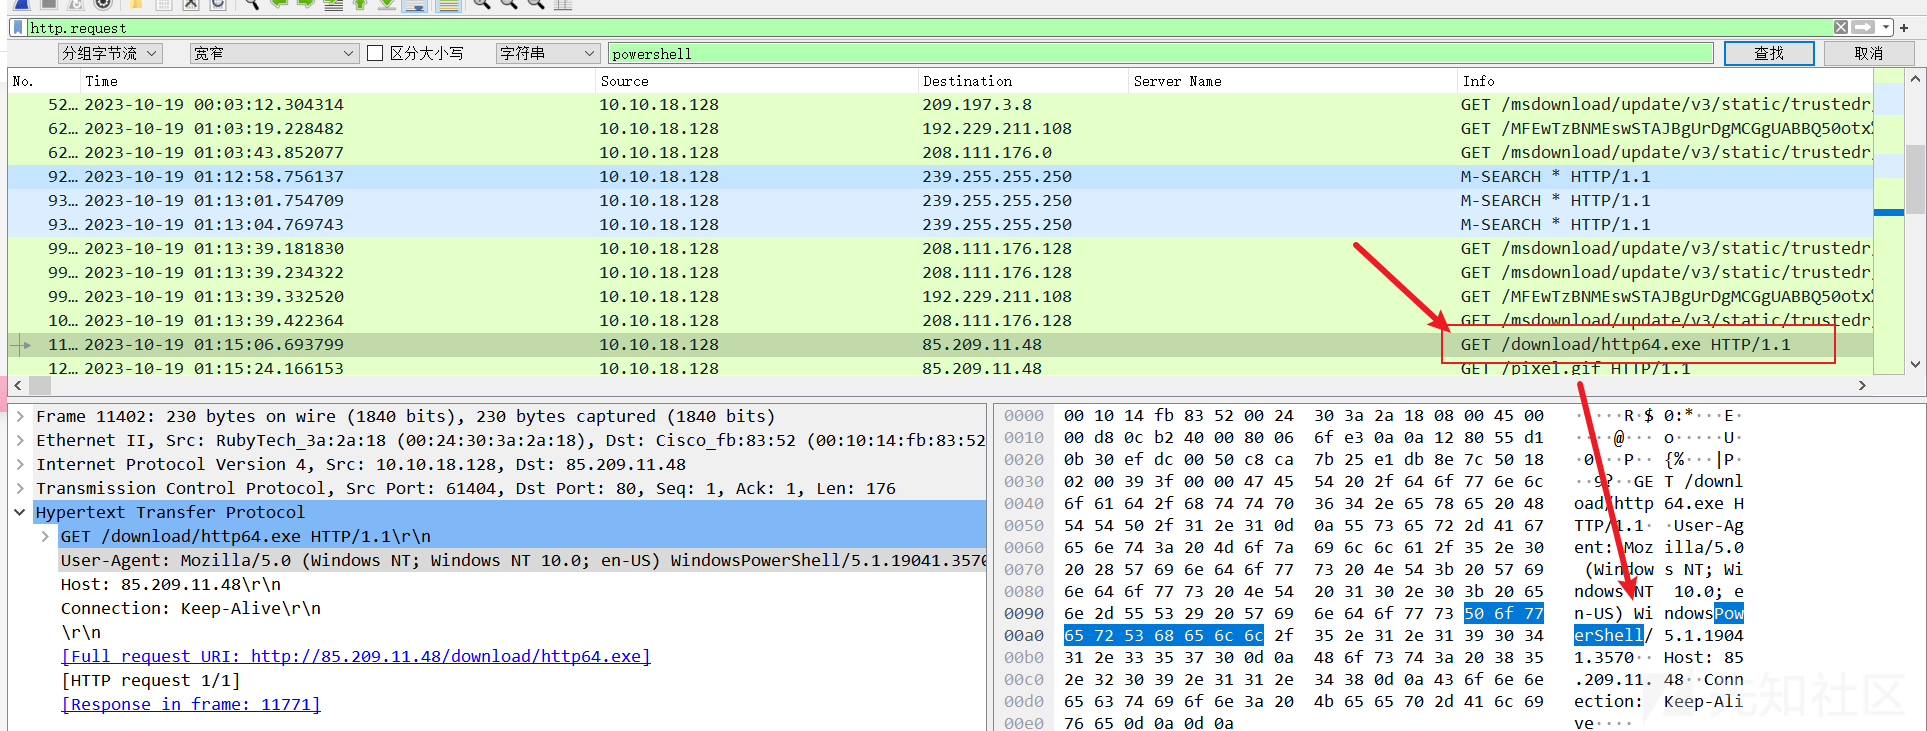 http.request
分组字节流 宽窄 区分大小写 字符串 powershell 查找 取消
No. Time Source Destination Server Name Info
52… 2023-10-19 00:03:12.304314 10.10.18.128 209.197.3.8 GET /msdownload/update/v3/static/trustedr
62… 2023-10-19 01:03:19.228482 10.10.18.128 192.229.211.108 GET /MFEwTzBNMEswSTAJBgUrDgMCGgUABBQ50otx
62… 2023-10-19 01:03:43.852077 10.10.18.128 208.111.176.0 GET /msdownload/update/v3/static/trustedr
92… 2023-10-19 01:12:58.756137 10.10.18.128 239.255.255.250 M-SEARCH * HTTP/1.1
93… 2023-10-19 01:13:01.754709 10.10.18.128 239.255.255.250 M-SEARCH * HTTP/1.1
93… 2023-10-19 01:13:04.769743 10.10.18.128 239.255.255.250 M-SEARCH * HTTP/1.1
99… 2023-10-19 01:13:39.181830 10.10.18.128 208.111.176.128 GET /msdownload/update/v3/static/trustedr
99… 2023-10-19 01:13:39.234322 10.10.18.128 208.111.176.128 GET /msdownload/update/v3/static/trustedr
99… 2023-10-19 01:13:39.332520 10.10.18.128 192.229.211.108 GET /MFEwTzBNMEswSTAJBgUrDgMCGgUABBQ50otx
10… 2023-10-19 01:13:39.422364 10.10.18.128 208.111.176.128 GET /msdownload/update/v3/static/trustedr
11… 2023-10-19 01:15:06.693799 10.10.18.128 85.209.11.48 GET /download/http64.exe HTTP/1.1
12… 2023-10-19 01:15:24.166153 10.10.18.128 85.209.11.48 GET /pixel.gif HTTP/1.1
Frame 11402: 230 bytes on wire (1840 bits), 230 bytes captured (1840 bits)
Ethernet II, Src: RubyTech_3a:2a:18 (00:24:30:3a:2a:18), Dst: Cisco_fb:83:52 (00:10:14:fb:83:52
Internet Protocol Version 4, Src: 10.10.18.128, Dst: 85.209.11.48
Transmission Control Protocol, Src Port: 61404, Dst Port: 80, Seq: 1, Ack: 1, Len: 176
Hypertext Transfer Protocol
GET /download/http64.exe HTTP/1.1\r\n
User-Agent: Mozilla/5.0 (Windows NT; Windows NT 10.0; en-US) WindowsPowerShell/5.1.19041.3570
Host: 85.209.11.48\r\n
Connection: Keep-Alive\r\n
\r\n
[Full request URI: http://85.209.11.48/download/http64.exe]
[HTTP request 1/1]
[Response in frame: 11771]
0000 00 10 14 fb 83 52 00 24 30 3a 2a 18 08 00 45 00 ·····R·$ 0:*···E·
0010 00 d8 0c b2 40 00 80 06 6f e3 0a 0a 12 80 55 d1 ····@··· o·····U·
0020 0b 30 ef dc 00 50 c8 ca 7b 25 e1 db 8e 7c 50 18 ·0···P·· {%···|P·
0030 02 00 39 3f 00 00 47 45 54 20 2f 64 6f 77 6e 6c ··9?··GE T /downl
0040 6f 61 64 2f 68 74 74 70 36 34 2e 65 78 65 20 48 oad/http 64.exe H
0050 54 54 50 2f 31 2e 31 0d 0a 55 73 65 72 2d 41 67 TTP/1.1· ·User-Ag
0060 65 6e 74 3a 20 4d 6f 7a 69 6c 6c 61 2f 35 2e 30 ent: Moz illa/5.0
0070 20 28 57 69 6e 64 6f 77 73 20 4e 54 3b 20 57 69 (Window s NT; Wi
0080 6e 64 6f 77 73 20 4e 54 20 31 30 2e 30 3b 20 65 ndows NT 10.0; e
0090 6e 2d 55 53 29 20 57 69 6e 64 6f 77 73 50 6f 77 n-US) Wi ndowsPow
00a0 65 72 53 68 65 6c 6c 2f 35 2e 31 2e 31 39 30 34 erShell/ 5.1.1904
00b0 31 2e 33 35 37 30 0d 0a 48 6f 73 74 3a 20 38 35 1.3570·· Host: 85
00c0 2e 32 30 39 2e 31 31 2e 34 38 0d 0a 43 6f 6e 6e .209.11. 48··Conn
00d0 65 63 74 69 6f 6e 3a 20 4b 65 65 70 2d 41 6c 69 ection: Keep-Ali
00e0 76 65 0d 0a 0d 0a ve····
先知社区